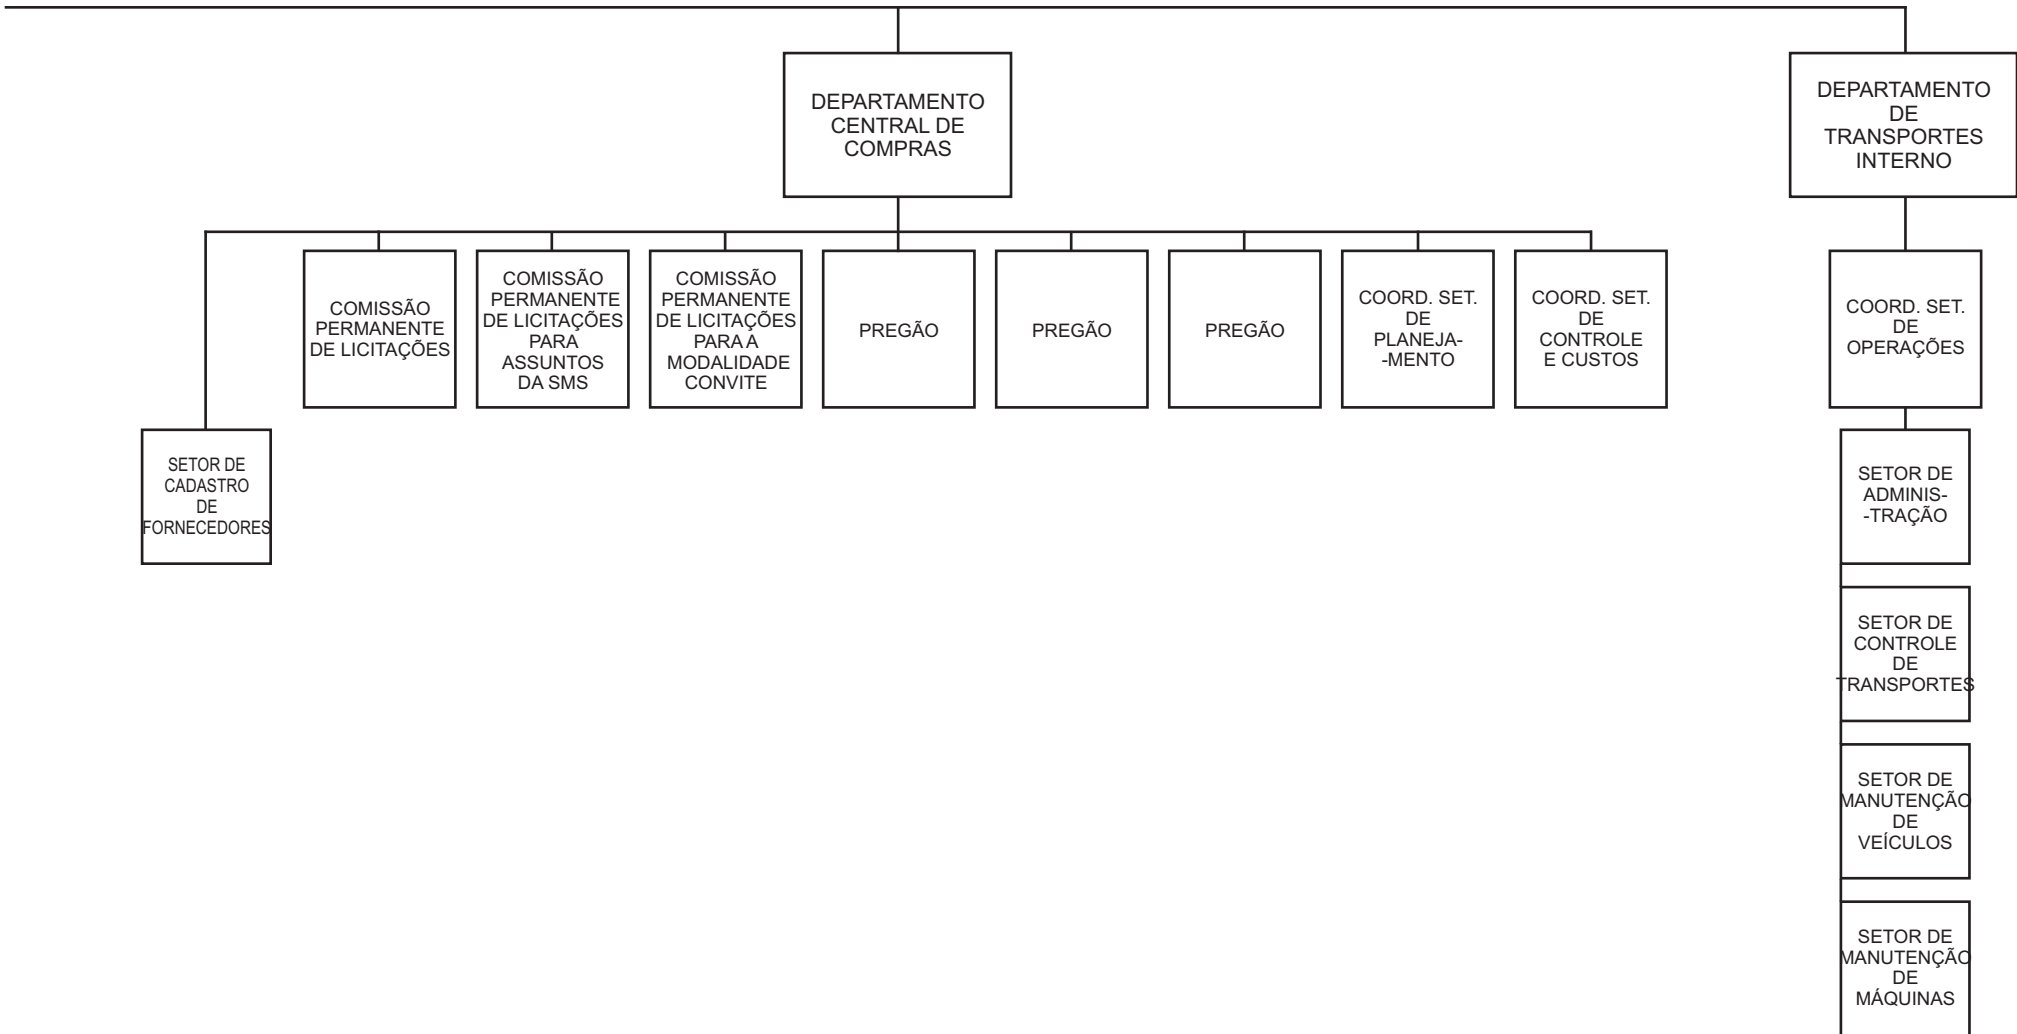 DEPARTAMENTO
CENTRAL DE
COMPRAS
DEPARTAMENTO
DE
TRANSPORTES
INTERNO
COMISSÃO
PERMANENTE
DE LICITAÇÕES
COMISSÃO
PERMANENTE
DE LICITAÇÕES
PARA
ASSUNTOS
DA SMS
COMISSÃO
PERMANENTE
DE LICITAÇÕES
PARA A
MODALIDADE
CONVITE
PREGÃO
PREGÃO
PREGÃO
COORD. SET.
DE
PLANEJA-
-MENTO
COORD. SET.
DE
CONTROLE
E CUSTOS
COORD. SET.
DE
OPERAÇÕES
SETOR DE
CADASTRO
DE
FORNECEDORES
SETOR DE
ADMINIS-
-TRAÇÃO
SETOR DE
CONTROLE
DE
TRANSPORTES
SETOR DE
MANUTENÇÃO
DE
VEÍCULOS
SETOR DE
MANUTENÇÃO
DE
MÁQUINAS